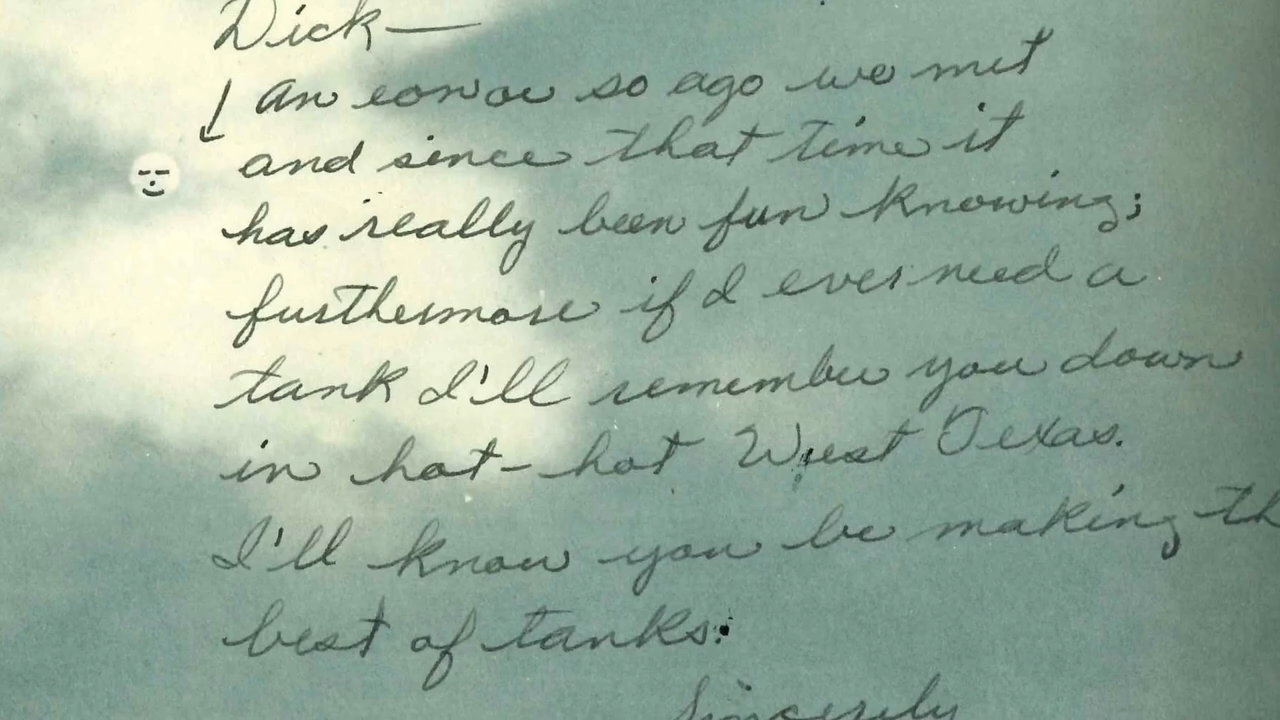 Dick—
An eon or so ago we met
and since that time it
has really been fun knowing;
furthermore if I ever need a
tank I'll remember you down
in hot-hot West Texas.
I'll know you be making th
best of tanks.
Sincerely